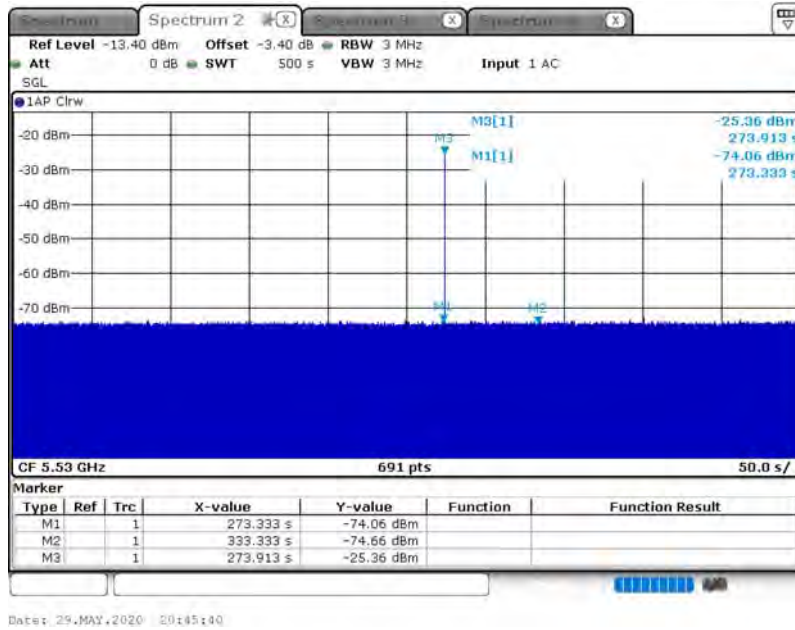 Spectrum Spectrum 2 X Spectrum 3 X Spectrum X
Ref Level -13.40 dBm Offset -3.40 dB RBW 3 MHz
Att 0 dB SWT 500 s VBW 3 MHz Input 1 AC
SGL
1AP Clrw
M3[1] -25.36 dBm
273.913 s
M1[1] -74.06 dBm
273.333 s
M3
-20 dBm
-30 dBm
-40 dBm
-50 dBm
-60 dBm
-70 dBm
M1 M2
CF 5.53 GHz 691 pts 50.0 s/
Marker
Type Ref Trc X-value Y-value Function Function Result
M1 1 273.333 s -74.06 dBm
M2 1 333.333 s -74.66 dBm
M3 1 273.913 s -25.36 dBm
Date: 29.MAY.2020 20:45:40